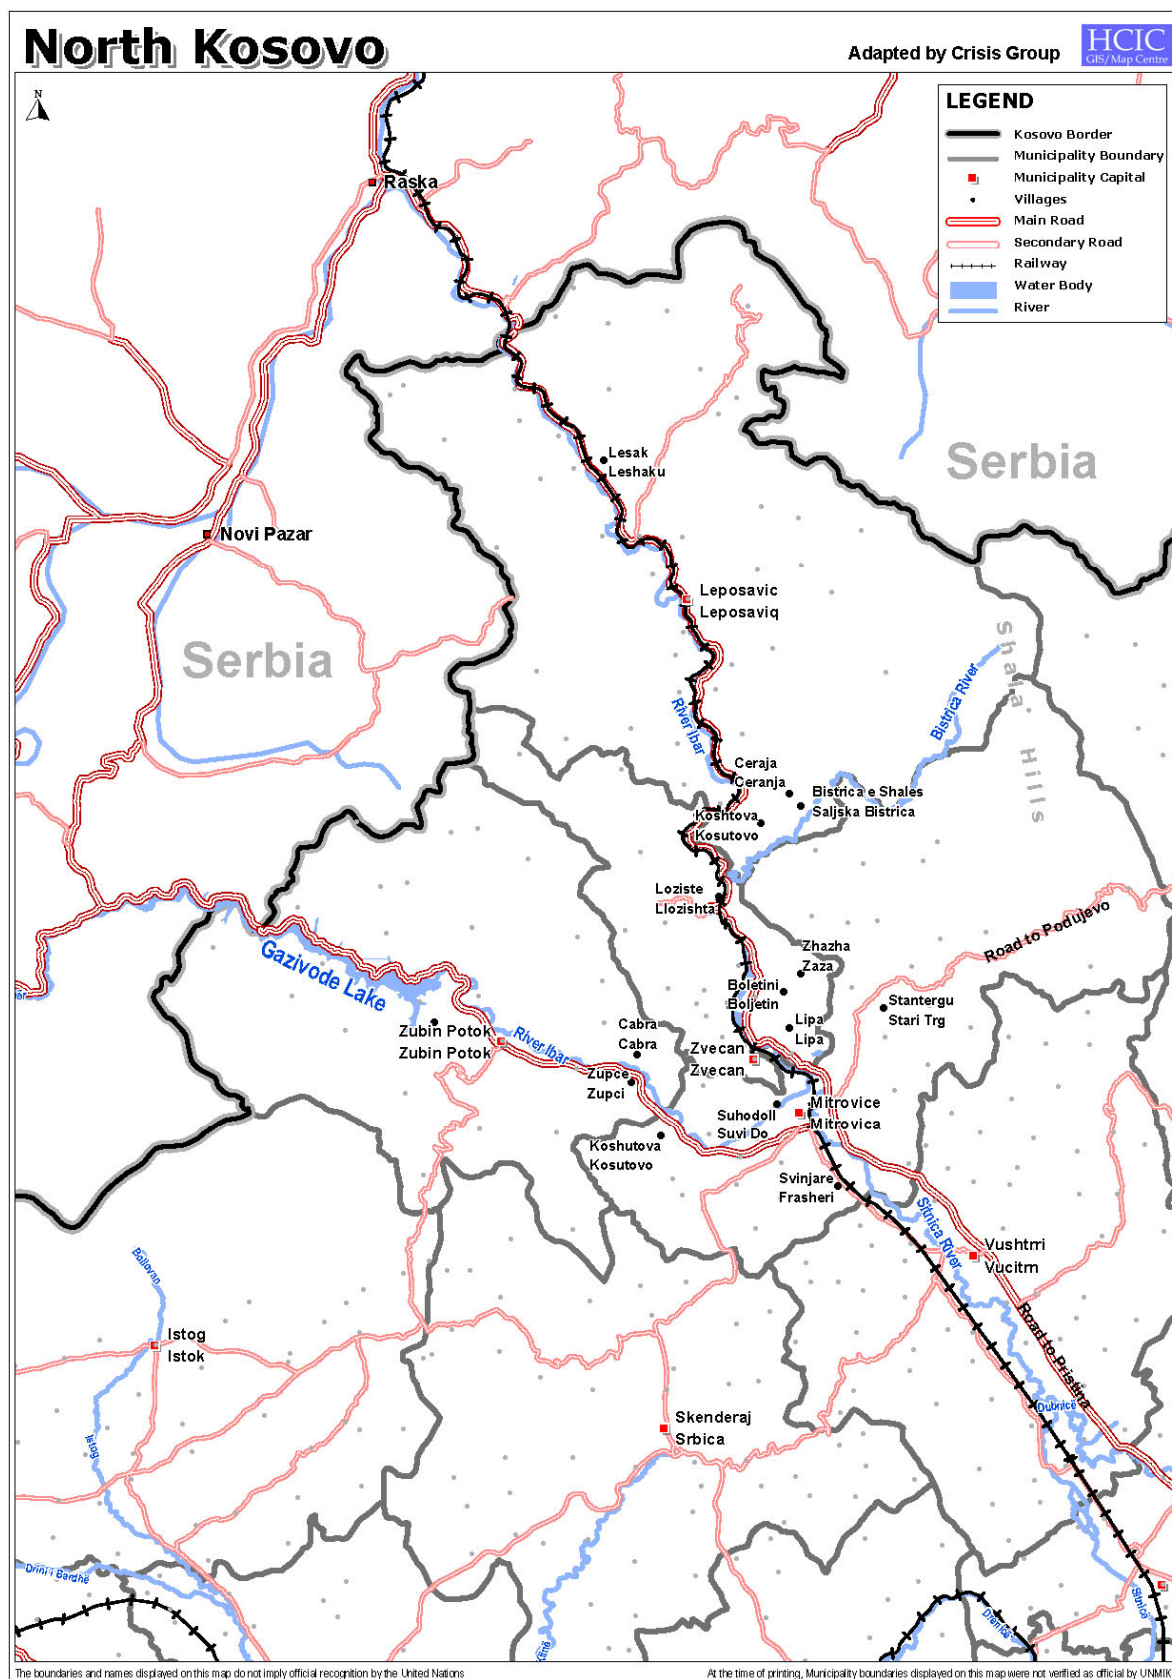 North Kosovo
Adapted by Crisis Group
HCIC
GIS/Map Centre
N
LEGEND
Kosovo Border
Municipality Boundary
Municipality Capital
Villages
Main Road
Secondary Road
Railway
Water Body
River
Raska
Serbia
Lesak
Leshaku
Novi Pazar
Leposavic
Leposaviq
Serbia
Shala Hills
Bistrica River
River Ibar
Ceraja
Ceranja
Bistrica e Shales
Saljska Bistrica
Koshtova
Kosutovo
Loziste
Llozishta
Road to Podujevo
Zhazha
Zaza
Gazivode Lake
Boletini
Boljetin
Stantergu
Stari Trg
Lipa
Lipa
Zubin Potok
Zubin Potok
River Ibar
Cabra
Cabra
Zvecan
Zvecan
Zupce
Zupci
Mitrovice
Mitrovica
Suhodoll
Suvi Do
Koshutova
Kosutovo
Svinjare
Frasheri
Sitnica River
Vushtrri
Vucitrn
Istog
Istok
Road to Pristina
Dubnicë
Skenderaj
Srbica
Istog
Drini i Bardhë
Sitnicë
Drenicë
The boundaries and names displayed on this map do not imply official recognition by the United Nations
At the time of printing, Municipality boundaries displayed on this map were not verified as official by UNMIK